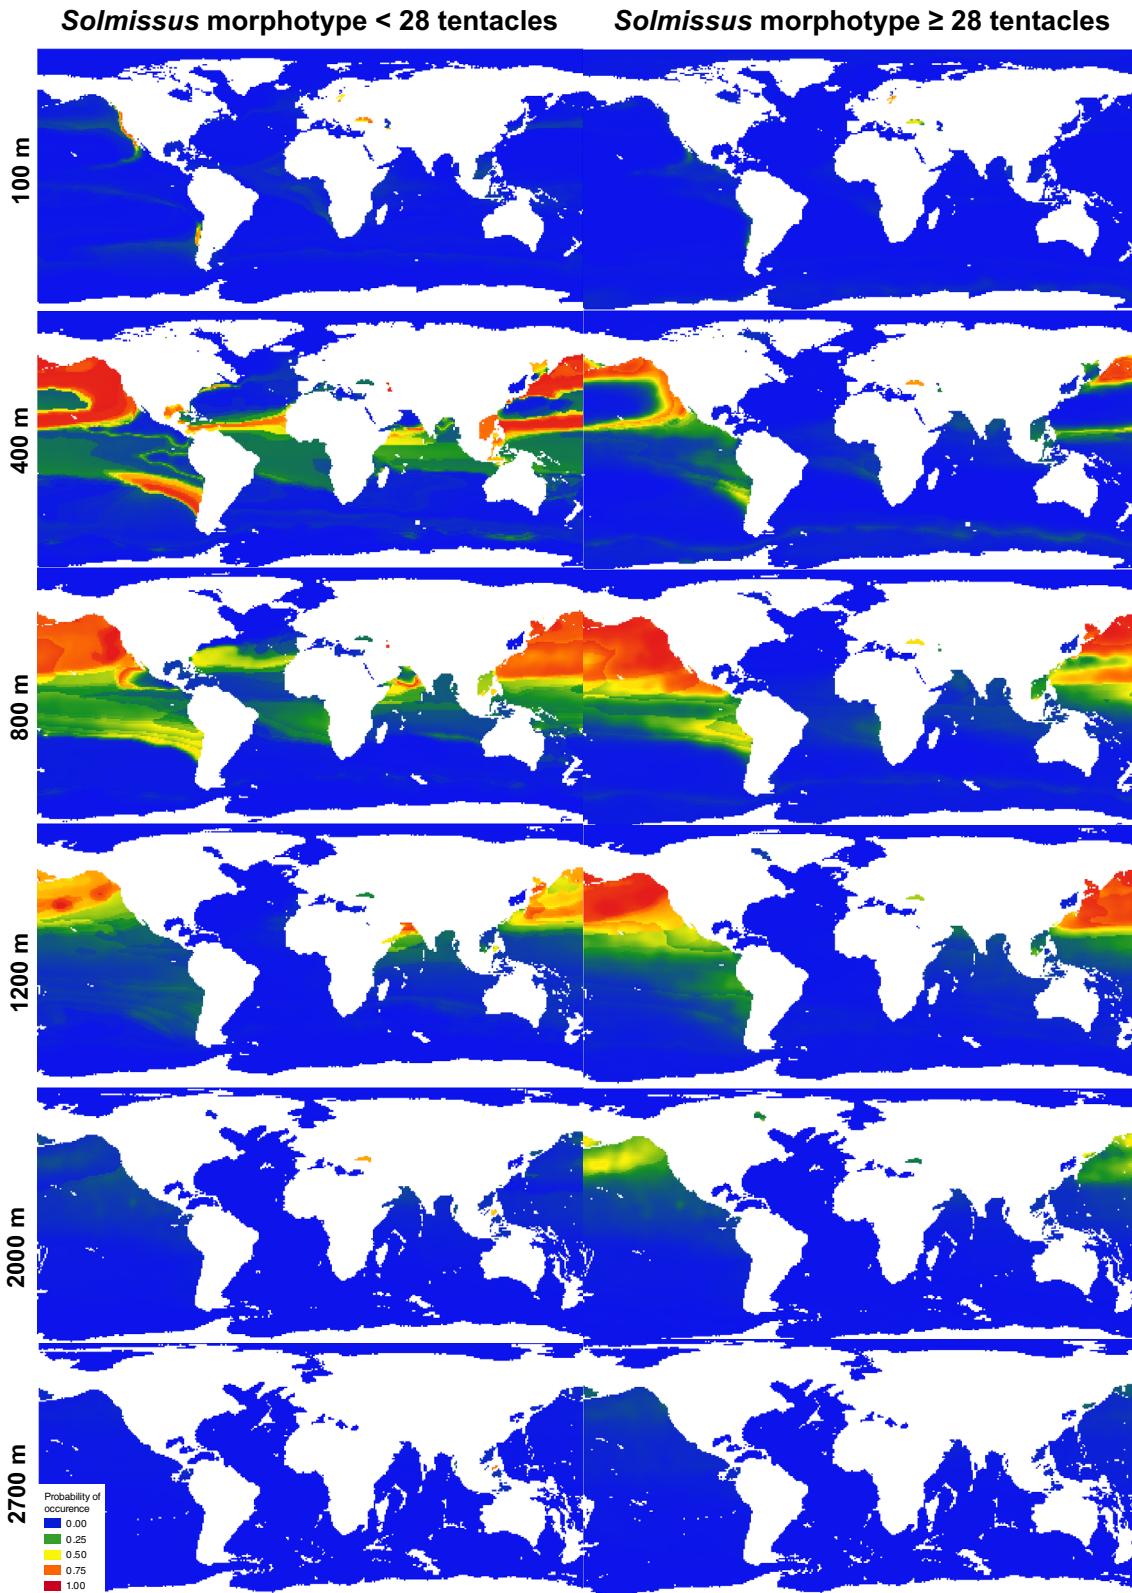 Solmissus morphotype < 28 tentacles
Solmissus morphotype ≥ 28 tentacles
100 m
400 m
800 m
1200 m
2000 m
2700 m
Probability of
occurence
0.00
0.25
0.50
0.75
1.00